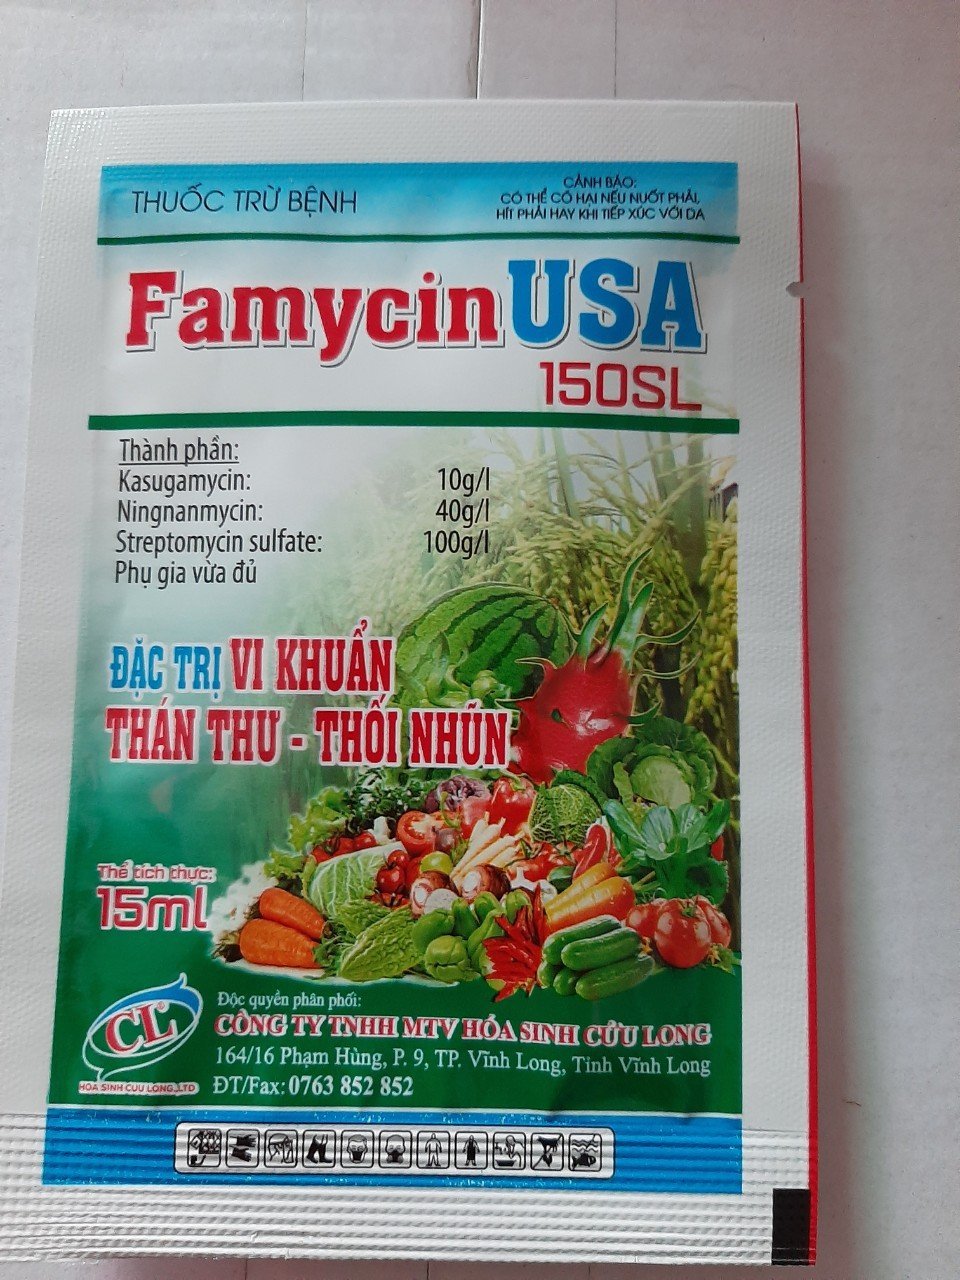 THUỐC TRỪ BỆNH
CẢNH BÁO:
CÓ THỂ CÓ HẠI NẾU NUỐT PHẢI,
HÍT PHẢI HAY KHI TIẾP XÚC VỚI DA
Famycin USA
150SL
Thành phần:
Kasugamycin: 10g/l
Ningnanmycin: 40g/l
Streptomycin sulfate: 100g/l
Phụ gia vừa đủ
ĐẶC TRỊ VI KHUẨN
THÁN THƯ - THỐI NHŨN
Thể tích thực:
15ml
CL®
HOA SINH CUU LONG.,LTD
Độc quyền phân phối:
CÔNG TY TNHH MTV HÓA SINH CỬU LONG
164/16 Phạm Hùng, P. 9, TP. Vĩnh Long, Tỉnh Vĩnh Long
ĐT/Fax: 0763 852 852